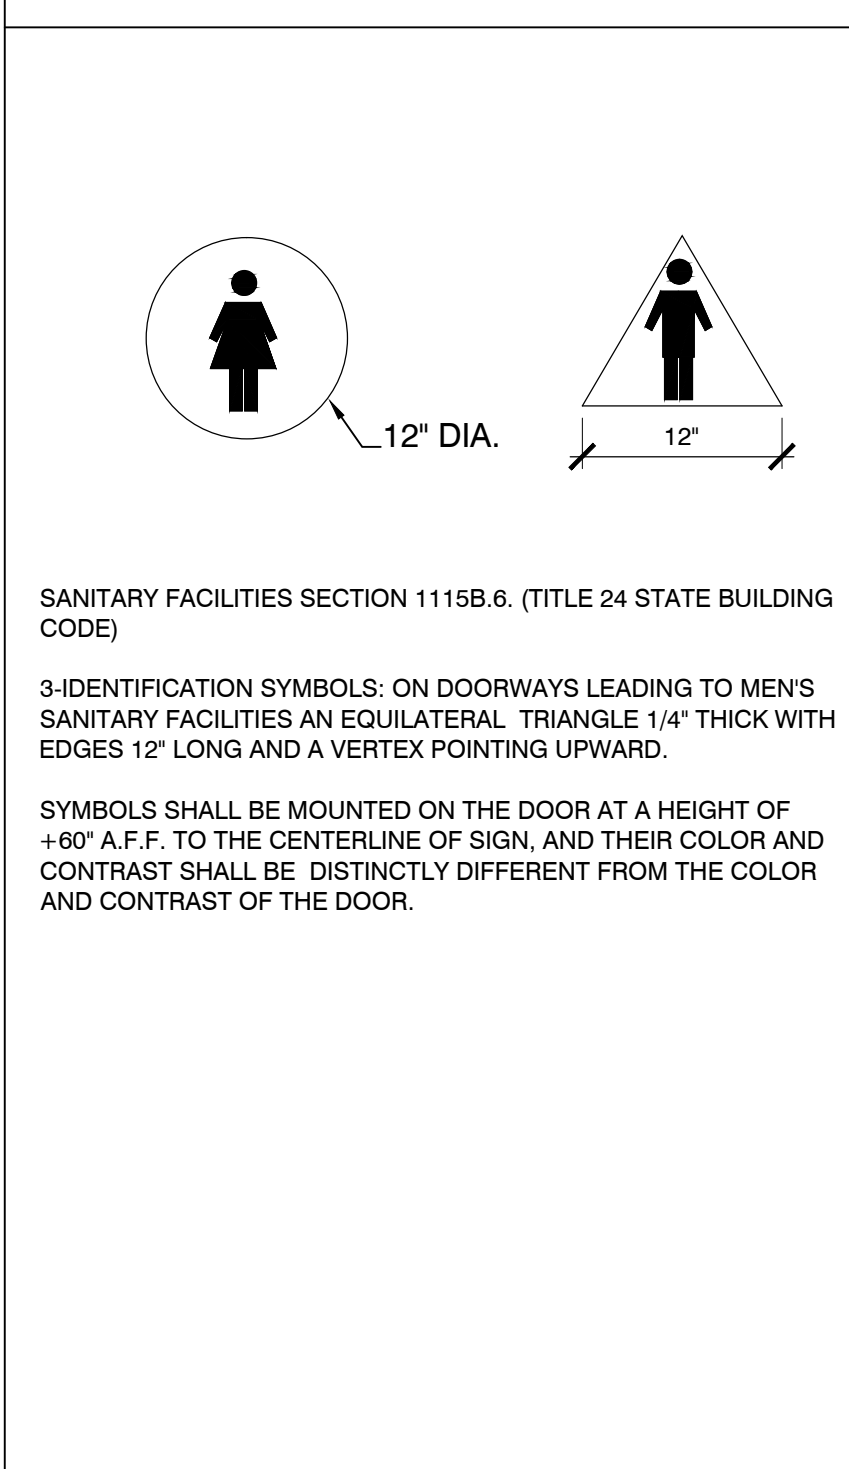 12" DIA.
12"
SANITARY FACILITIES SECTION 1115B.6. (TITLE 24 STATE BUILDING
CODE)
3-IDENTIFICATION SYMBOLS: ON DOORWAYS LEADING TO MEN'S
SANITARY FACILITIES AN EQUILATERAL  TRIANGLE 1/4" THICK WITH
EDGES 12" LONG AND A VERTEX POINTING UPWARD.
SYMBOLS SHALL BE MOUNTED ON THE DOOR AT A HEIGHT OF
+60" A.F.F. TO THE CENTERLINE OF SIGN, AND THEIR COLOR AND
CONTRAST SHALL BE  DISTINCTLY DIFFERENT FROM THE COLOR
AND CONTRAST OF THE DOOR.